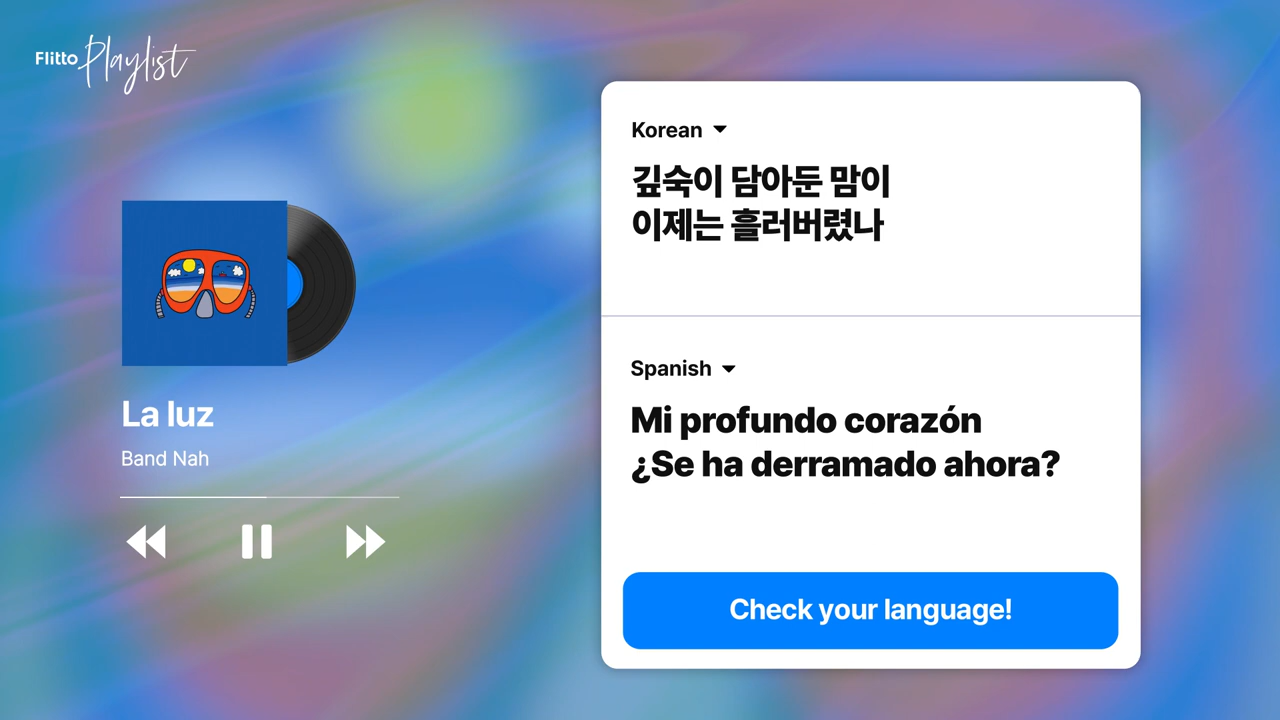 Flitto Playlist
La luz
Band Nah
Korean
깊숙이 담아둔 맘이
이제는 흘러버렸나
Spanish
Mi profundo corazón
¿Se ha derramado ahora?
Check your language!